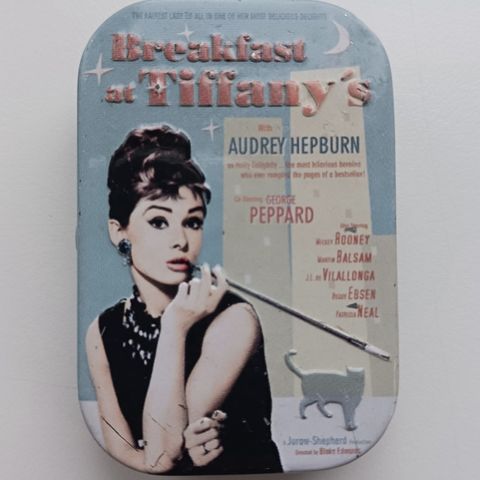 THE FAIREST LADY OF ALL IN ONE OF HER MOST DELICIOUS DELIGHTS
Breakfast
at Tiffany's
With
AUDREY HEPBURN
as Holly Golightly ... the most hilarious heroine
who ever rumpled the pages of a bestseller!
Co-Starring GEORGE
PEPPARD
Also Starring
MICKEY ROONEY
MARTIN BALSAM
J.L. DE VILALLONGA
BUDDY EBSEN
PATRICIA NEAL
A Jurow-Shepherd Production
Directed by Blake Edwards